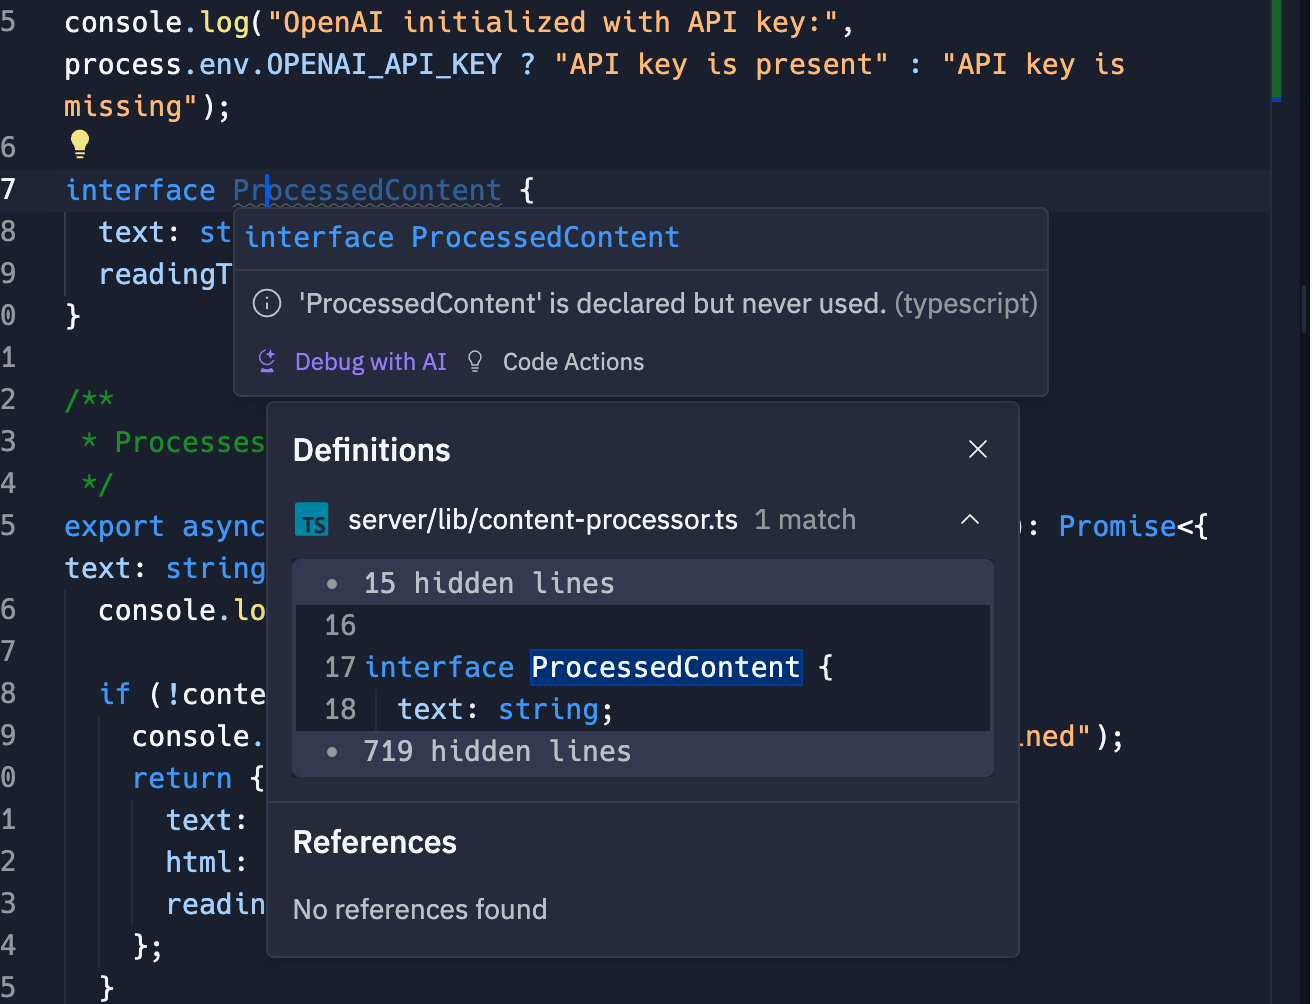 5 console.log("OpenAI initialized with API key:",
process.env.OPENAI_API_KEY ? "API key is present" : "API key is
missing");
6
7 interface ProcessedContent {
8 text: st
interface ProcessedContent
9 readingT
'ProcessedContent' is declared but never used. (typescript)
0 }
1
Debug with AI Code Actions
2 /**
3 * Processes
Definitions
4 */
5 export async ): Promise<{
TS server/lib/content-processor.ts 1 match
text: string
15 hidden lines
6 console.lo
16
7
17 interface ProcessedContent {
8 if (!conte
18 text: string;
9 console. ined");
719 hidden lines
0 return {
1 text:
References
2 html:
3 readin
No references found
4 };
5 }